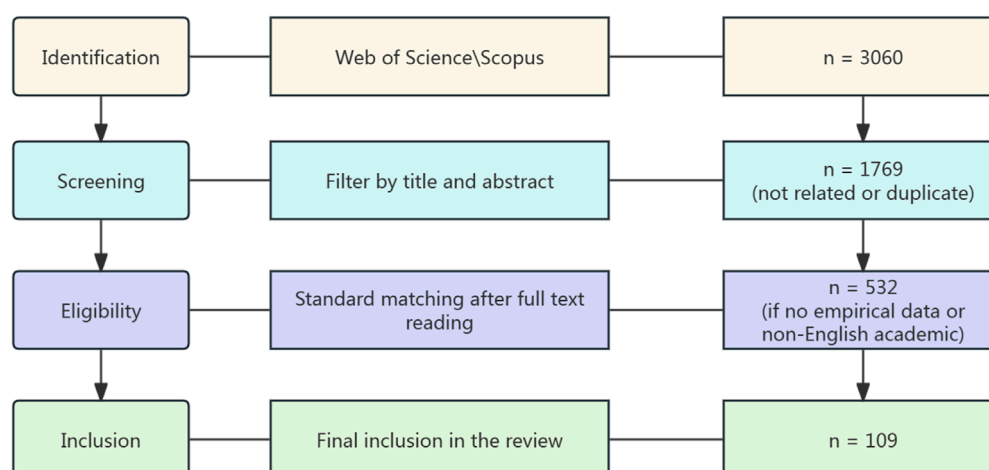 Identification
Web of Science\Scopus
n = 3060
Screening
Filter by title and abstract
n = 1769
(not related or duplicate)
Eligibility
Standard matching after full text
reading
n = 532
(if no empirical data or
non-English academic)
Inclusion
Final inclusion in the review
n = 109